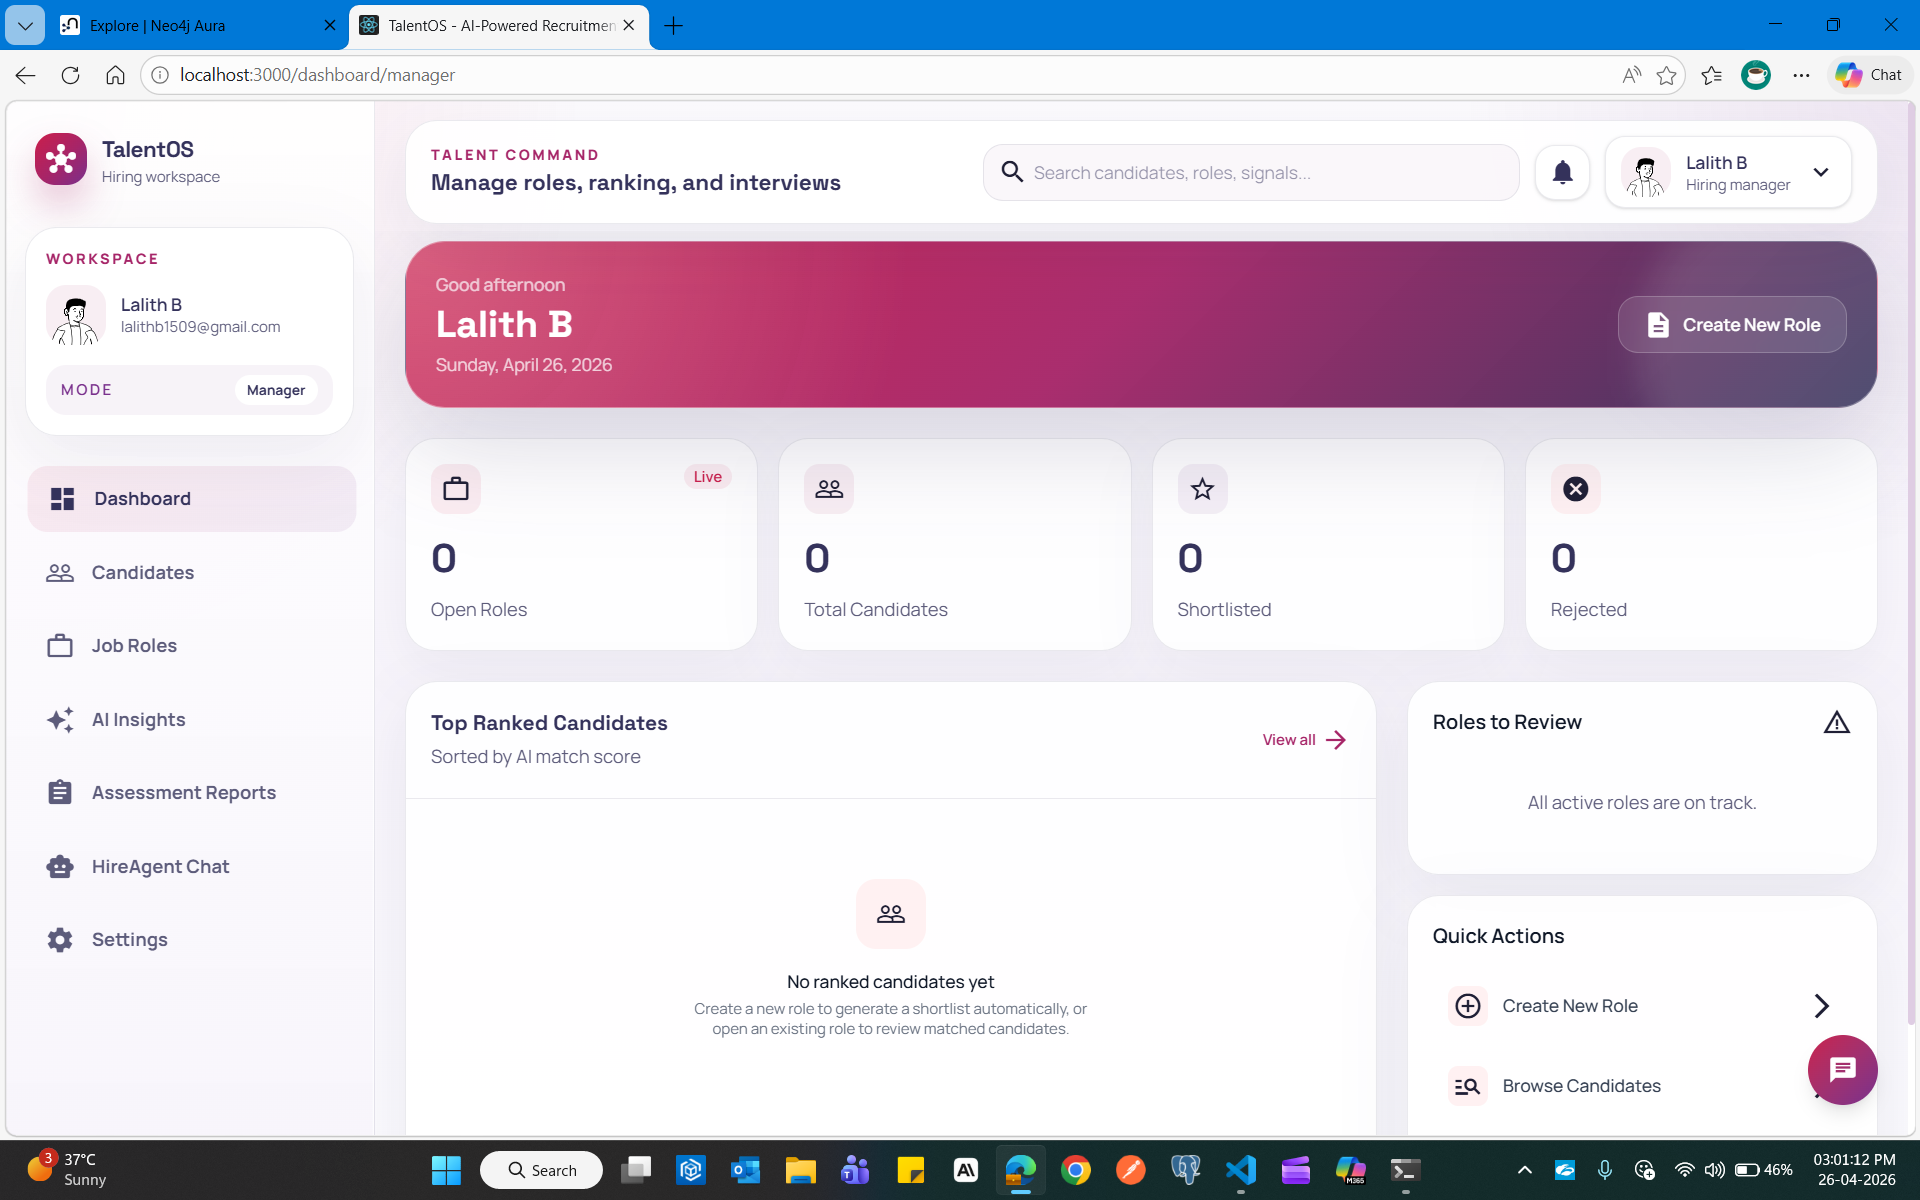 Explore | Neo4j Aura
TalentOS - AI-Powered Recruitmen
localhost:3000/dashboard/manager
Chat
TalentOS
Hiring workspace
WORKSPACE
Lalith B
lalithb1509@gmail.com
MODE
Manager
Dashboard
Candidates
Job Roles
AI Insights
Assessment Reports
HireAgent Chat
Settings
TALENT COMMAND
Manage roles, ranking, and interviews
Search candidates, roles, signals...
Lalith B
Hiring manager
Good afternoon
Lalith B
Sunday, April 26, 2026
Create New Role
Live
0
Open Roles
0
Total Candidates
0
Shortlisted
0
Rejected
Top Ranked Candidates
Sorted by AI match score
View all
No ranked candidates yet
Create a new role to generate a shortlist automatically, or
open an existing role to review matched candidates.
Roles to Review
All active roles are on track.
Quick Actions
Create New Role
Browse Candidates
3
37°C
Sunny
Search
M365
46%
03:01:12 PM
26-04-2026